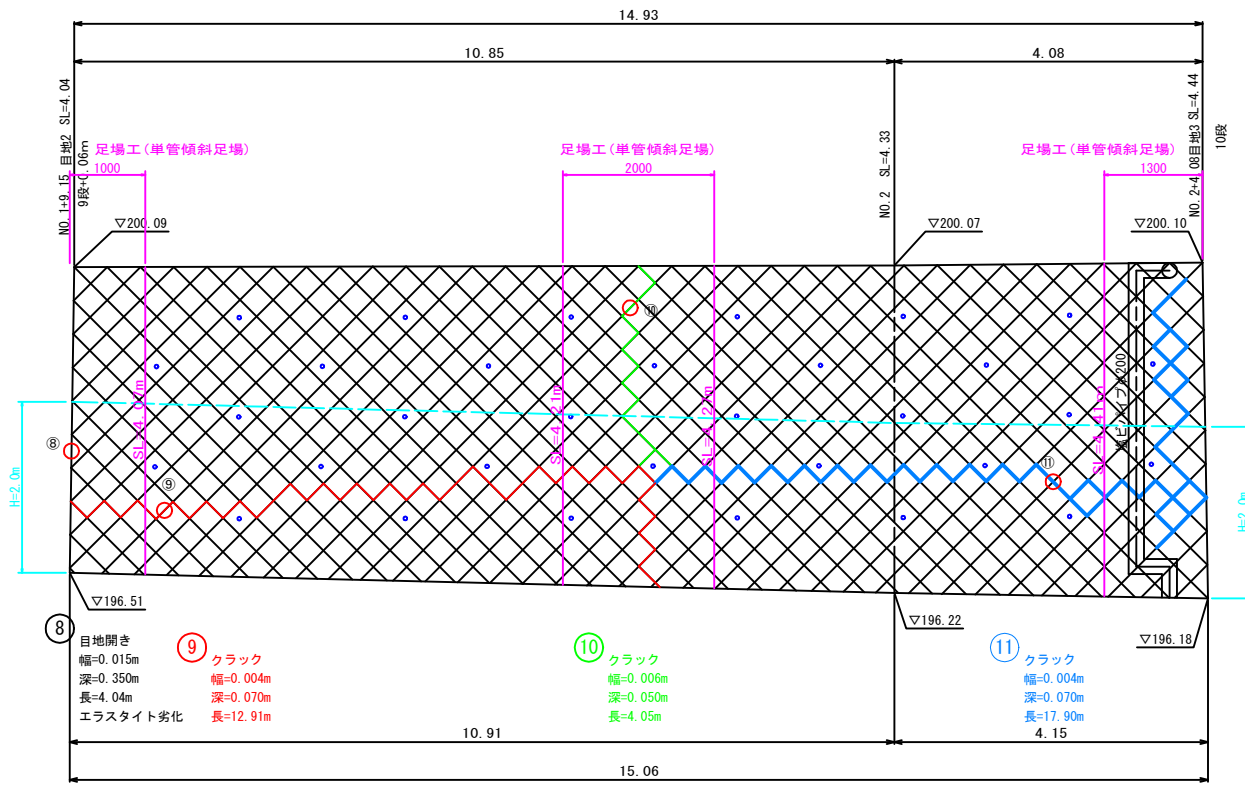 14.93
10.85
4.08
NO.1+9.15 目地2 SL=4.04
9段+0.06m
足場工(単管傾斜足場)
1000
足場工(単管傾斜足場)
2000
NO.2 SL=4.33
足場工(単管傾斜足場)
1300
NO.2+4.08目地3 SL=4.44
10段
▽200.09
▽200.07
▽200.10
⑩
SL=4.07m
SL=4.21m
SL=4.27m
SL=4.41m
⑧
⑨
⑪
H=2.0m
H=2.0m
▽196.51
▽196.22
▽196.18
⑧
目地開き
幅=0.015m
深=0.350m
長=4.04m
エラスタイト劣化
⑨
クラック
幅=0.004m
深=0.070m
長=12.91m
⑩
クラック
幅=0.006m
深=0.050m
長=4.05m
⑪
クラック
幅=0.004m
深=0.070m
長=17.90m
10.91
4.15
15.06